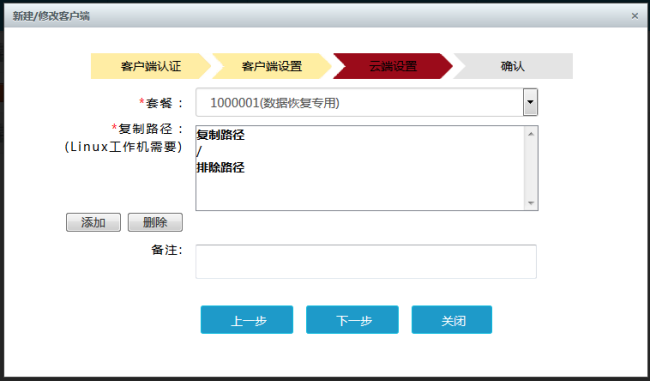 新建/修改客户端
客户端认证 客户端设置 云端设置 确认
*套餐： 1000001(数据恢复专用)
*复制路径：
(Linux工作机需要)
复制路径
/
排除路径
添加 删除
备注:
上一步 下一步 关闭